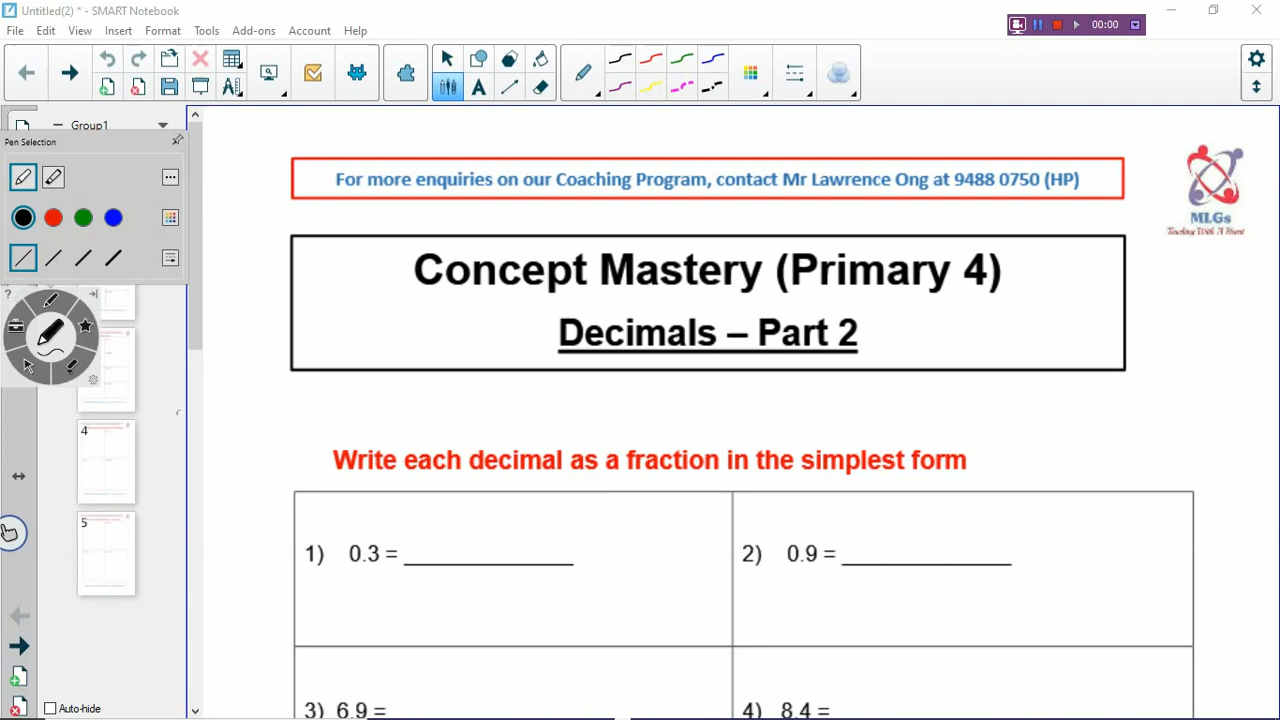 Untitled(2) * - SMART Notebook
00:00
File Edit View Insert Format Tools Add-ons Account Help
Group1
Pen Selection
For more enquiries on our Coaching Program, contact Mr Lawrence Ong at 9488 0750 (HP)
MLGs
Teaching With A Heart
Concept Mastery (Primary 4)
Decimals – Part 2
4
Write each decimal as a fraction in the simplest form
5
1) 0.3 = ______________
2) 0.9 = ______________
3) 6.9 =
4) 8.4 =
Auto-hide